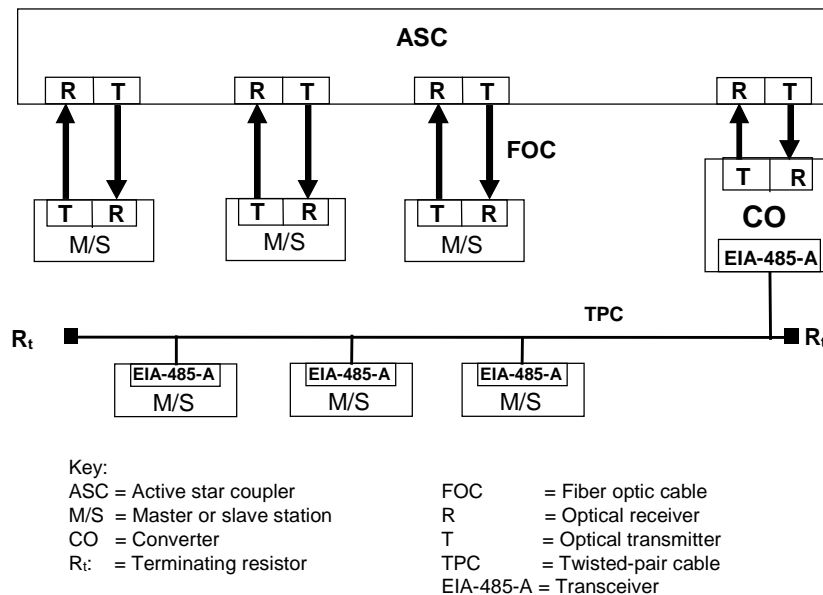 ASC
R T R T R T R T
FOC
T R T R T R T R
M/S M/S M/S CO
EIA-485-A
TPC
Rt Rt
EIA-485-A EIA-485-A EIA-485-A
M/S M/S M/S
Key:
ASC = Active star coupler
M/S = Master or slave station
CO = Converter
Rt: = Terminating resistor
FOC = Fiber optic cable
R = Optical receiver
T = Optical transmitter
TPC = Twisted-pair cable
EIA-485-A = Transceiver